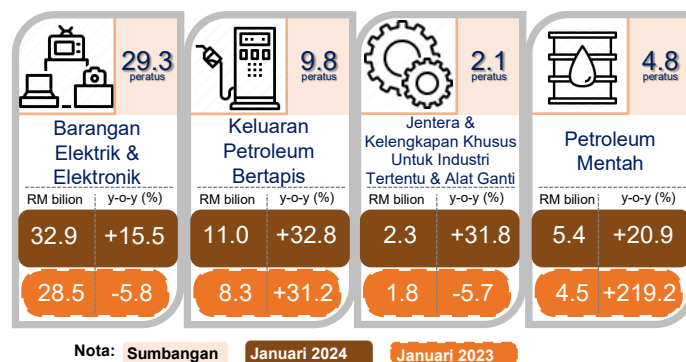 29.3
peratus
Barangan
Elektrik &
Elektronik
RM bilion y-o-y (%)
32.9 +15.5
28.5 -5.8
9.8
peratus
Keluaran
Petroleum
Bertapis
RM bilion y-o-y (%)
11.0 +32.8
8.3 +31.2
2.1
peratus
Jentera &
Kelengkapan Khusus
Untuk Industri
Tertentu & Alat Ganti
RM bilion y-o-y (%)
2.3 +31.8
1.8 -5.7
4.8
peratus
Petroleum
Mentah
RM bilion y-o-y (%)
5.4 +20.9
4.5 +219.2
Nota: Sumbangan Januari 2024 Januari 2023